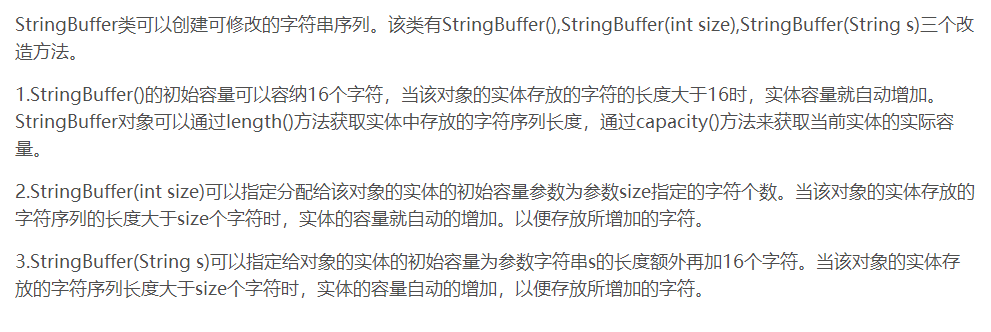 StringBuffer类可以创建可修改的字符串序列。该类有StringBuffer(),StringBuffer(int size),StringBuffer(String s)三个改
造方法。
1.StringBuffer()的初始容量可以容纳16个字符，当该对象的实体存放的字符的长度大于16时，实体容量就自动增加。
StringBuffer对象可以通过length()方法获取实体中存放的字符序列长度，通过capacity()方法来获取当前实体的实际容
量。
2.StringBuffer(int size)可以指定分配给该对象的实体的初始容量参数为参数size指定的字符个数。当该对象的实体存放的
字符序列的长度大于size个字符时，实体的容量就自动的增加。以便存放所增加的字符。
3.StringBuffer(String s)可以指定给对象的实体的初始容量为参数字符串s的长度额外再加16个字符。当该对象的实体存
放的字符序列长度大于size个字符时，实体的容量自动的增加，以便存放所增加的字符。